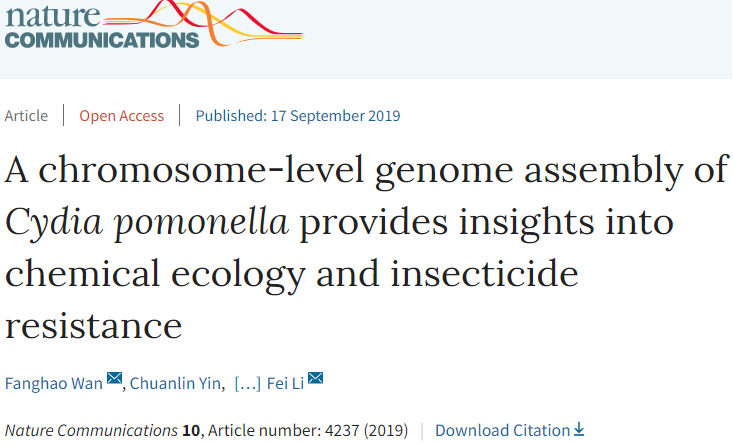 nature
COMMUNICATIONS
Article | Open Access | Published: 17 September 2019
A chromosome-level genome assembly of
Cydia pomonella provides insights into
chemical ecology and insecticide
resistance
Fanghao Wan, Chuanlin Yin, […] Fei Li
Nature Communications 10, Article number: 4237 (2019) | Download Citation